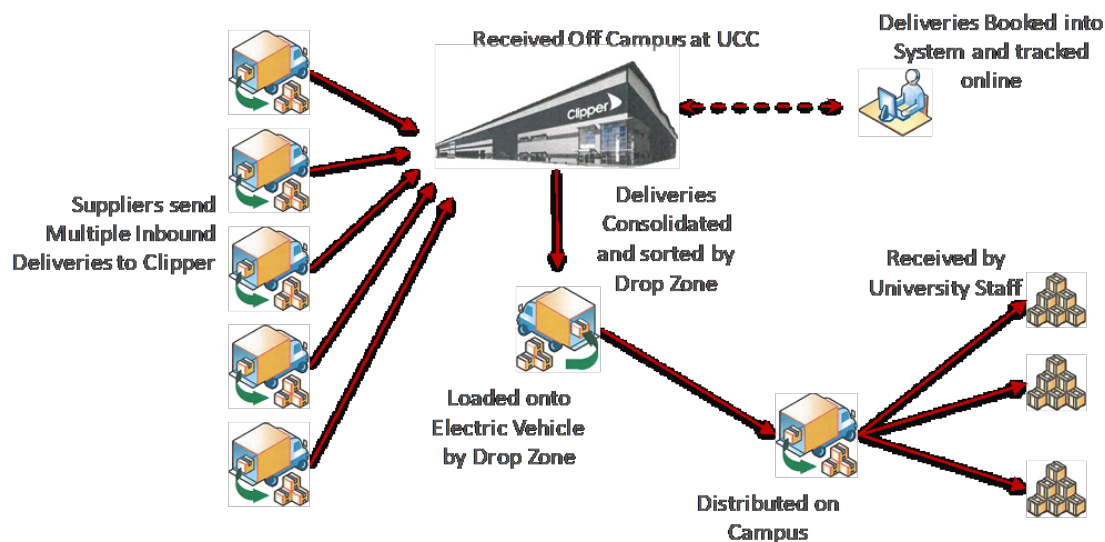 Received Off Campus at UCC
Deliveries Booked into
System and tracked
online
Clipper
Suppliers send
Multiple Inbound
Deliveries to Clipper
Deliveries
Consolidated
and sorted by
Drop Zone
Received by
University Staff
Loaded onto
Electric Vehicle
by Drop Zone
Distributed on
Campus